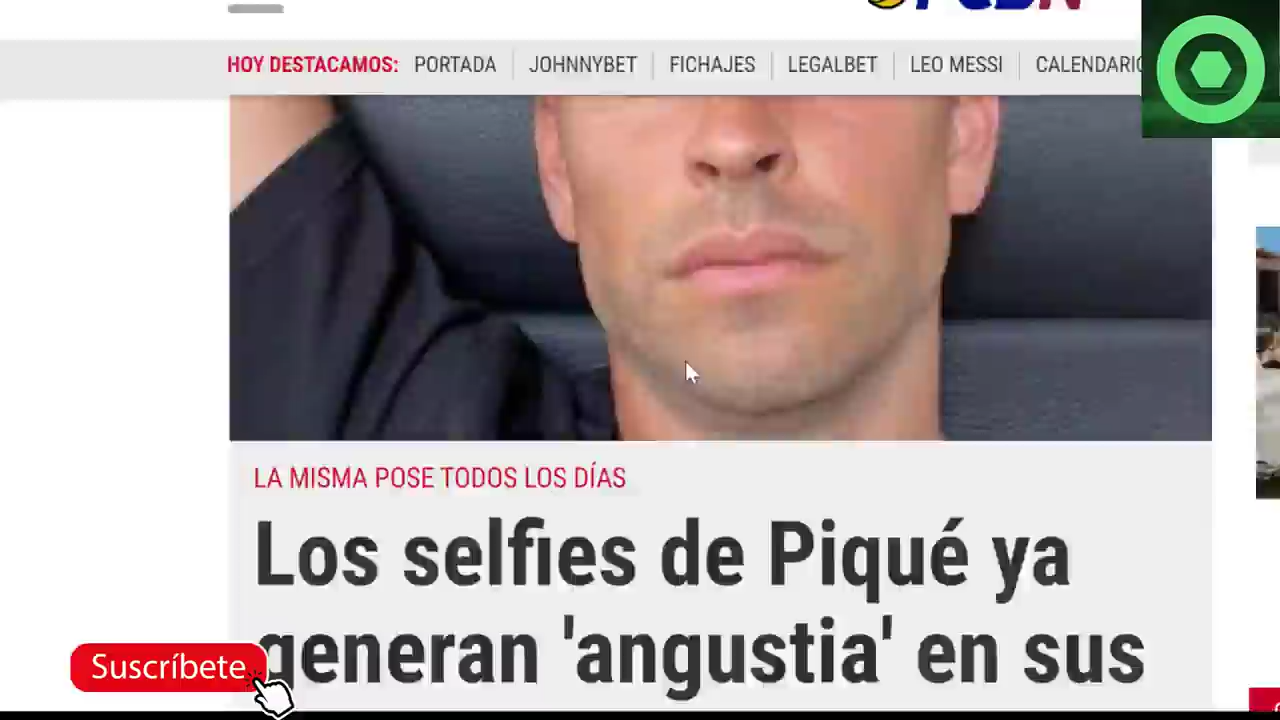 HOY DESTACAMOS: PORTADA JOHNNYBET FICHAJES LEGALBET LEO MESSI CALENDARIO
LA MISMA POSE TODOS LOS DÍAS
Los selfies de Piqué ya
generan 'angustia' en sus
Suscríbete